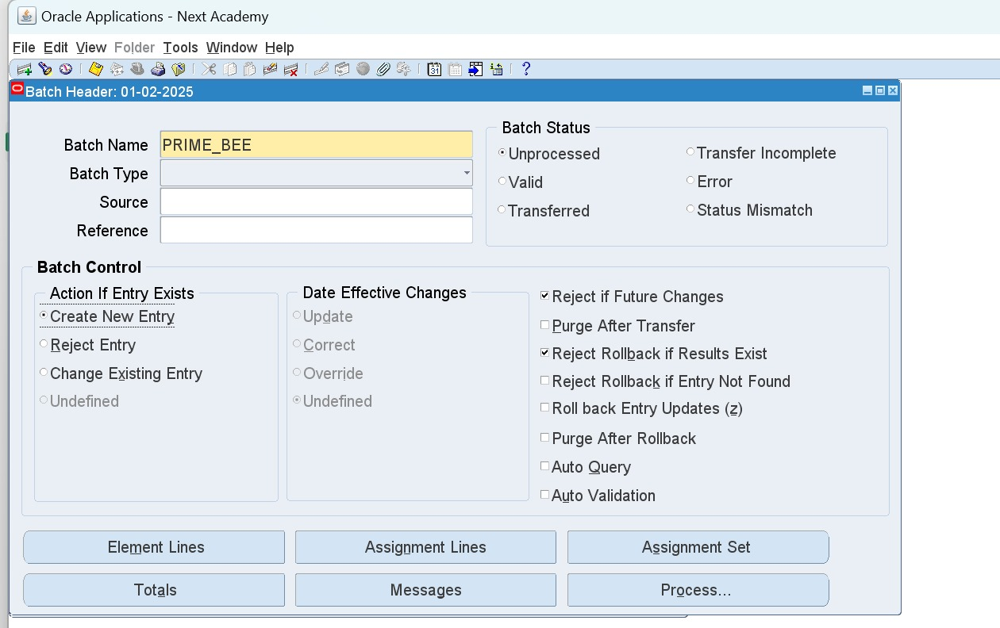 Oracle Applications - Next Academy
File Edit View Folder Tools Window Help
31
?
Batch Header: 01-02-2025
Batch Name PRIME_BEE
Batch Type
Source
Reference
Batch Status
Unprocessed
Transfer Incomplete
Valid
Error
Transferred
Status Mismatch
Batch Control
Action If Entry Exists
Create New Entry
Reject Entry
Change Existing Entry
Undefined
Date Effective Changes
Update
Correct
Override
Undefined
Reject if Future Changes
Purge After Transfer
Reject Rollback if Results Exist
Reject Rollback if Entry Not Found
Roll back Entry Updates (z)
Purge After Rollback
Auto Query
Auto Validation
Element Lines
Assignment Lines
Assignment Set
Totals
Messages
Process...